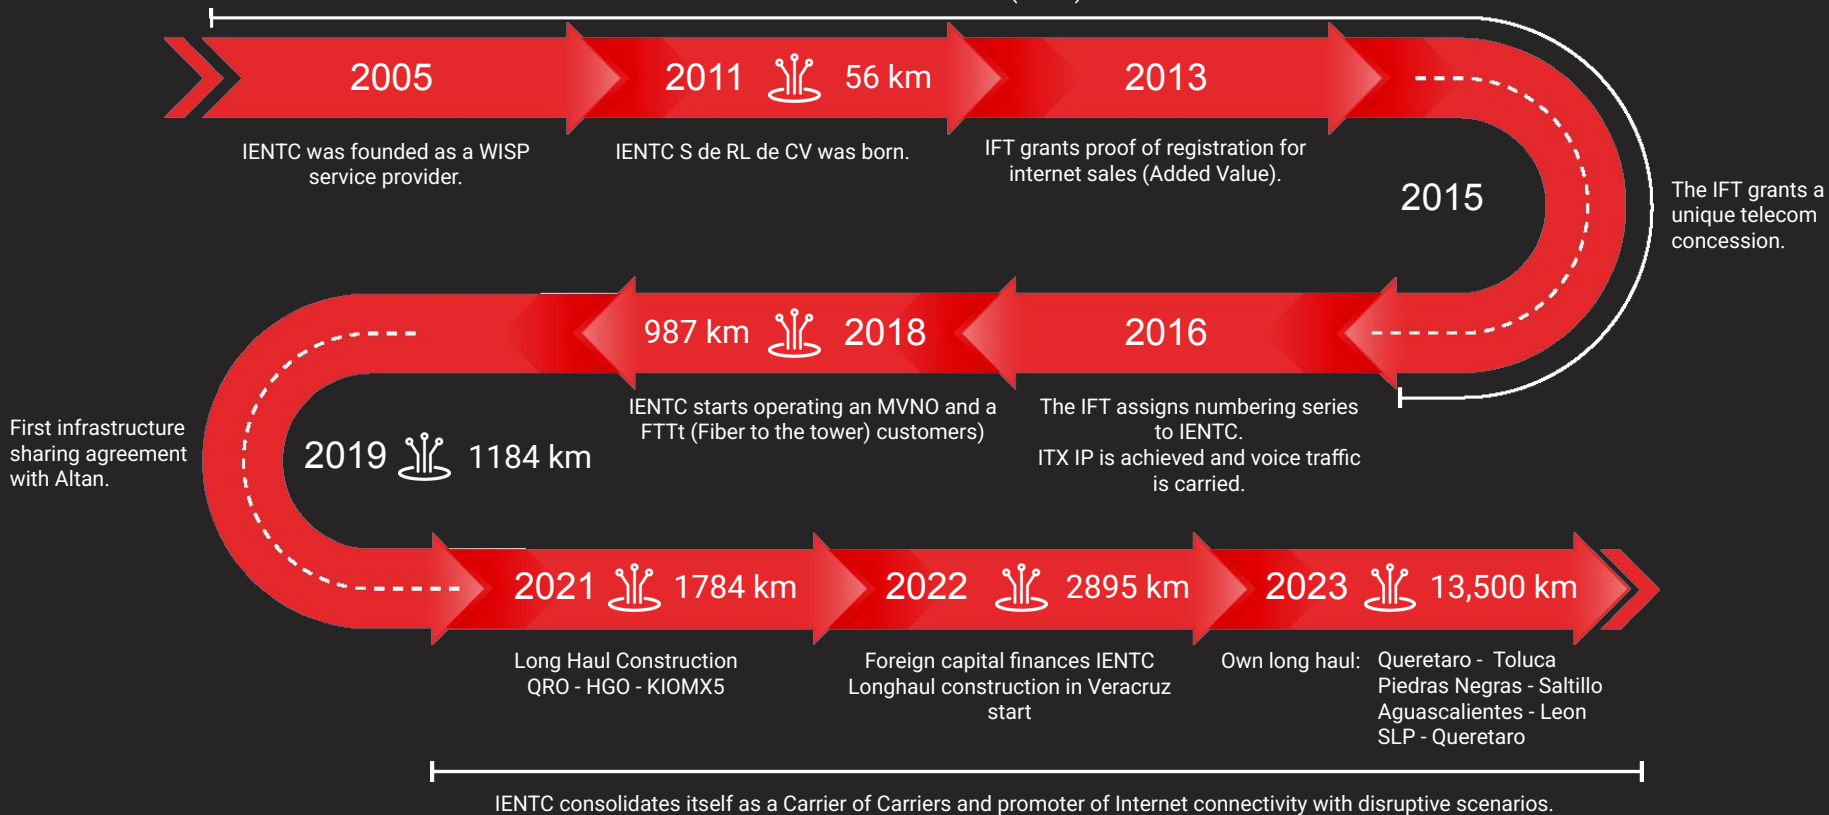 2005
IENTC was founded as a WISP
service provider.
2011 56 km
IENTC S de RL de CV was born.
2013
IFT grants proof of registration for
internet sales (Added Value).
2015
The IFT grants a
unique telecom
concession.
2016
The IFT assigns numbering series
to IENTC.
ITX IP is achieved and voice traffic
is carried.
987 km 2018
IENTC starts operating an MVNO and a
FTTt (Fiber to the tower) customers)
2019 1184 km
First infrastructure
sharing agreement
with Altan.
2021 1784 km
Long Haul Construction
QRO - HGO - KIOMX5
2022 2895 km
Foreign capital finances IENTC
Longhaul construction in Veracruz
start
2023 13,500 km
Own long haul: Queretaro - Toluca
Piedras Negras - Saltillo
Aguascalientes - Leon
SLP - Queretaro
IENTC consolidates itself as a Carrier of Carriers and promoter of Internet connectivity with disruptive scenarios.